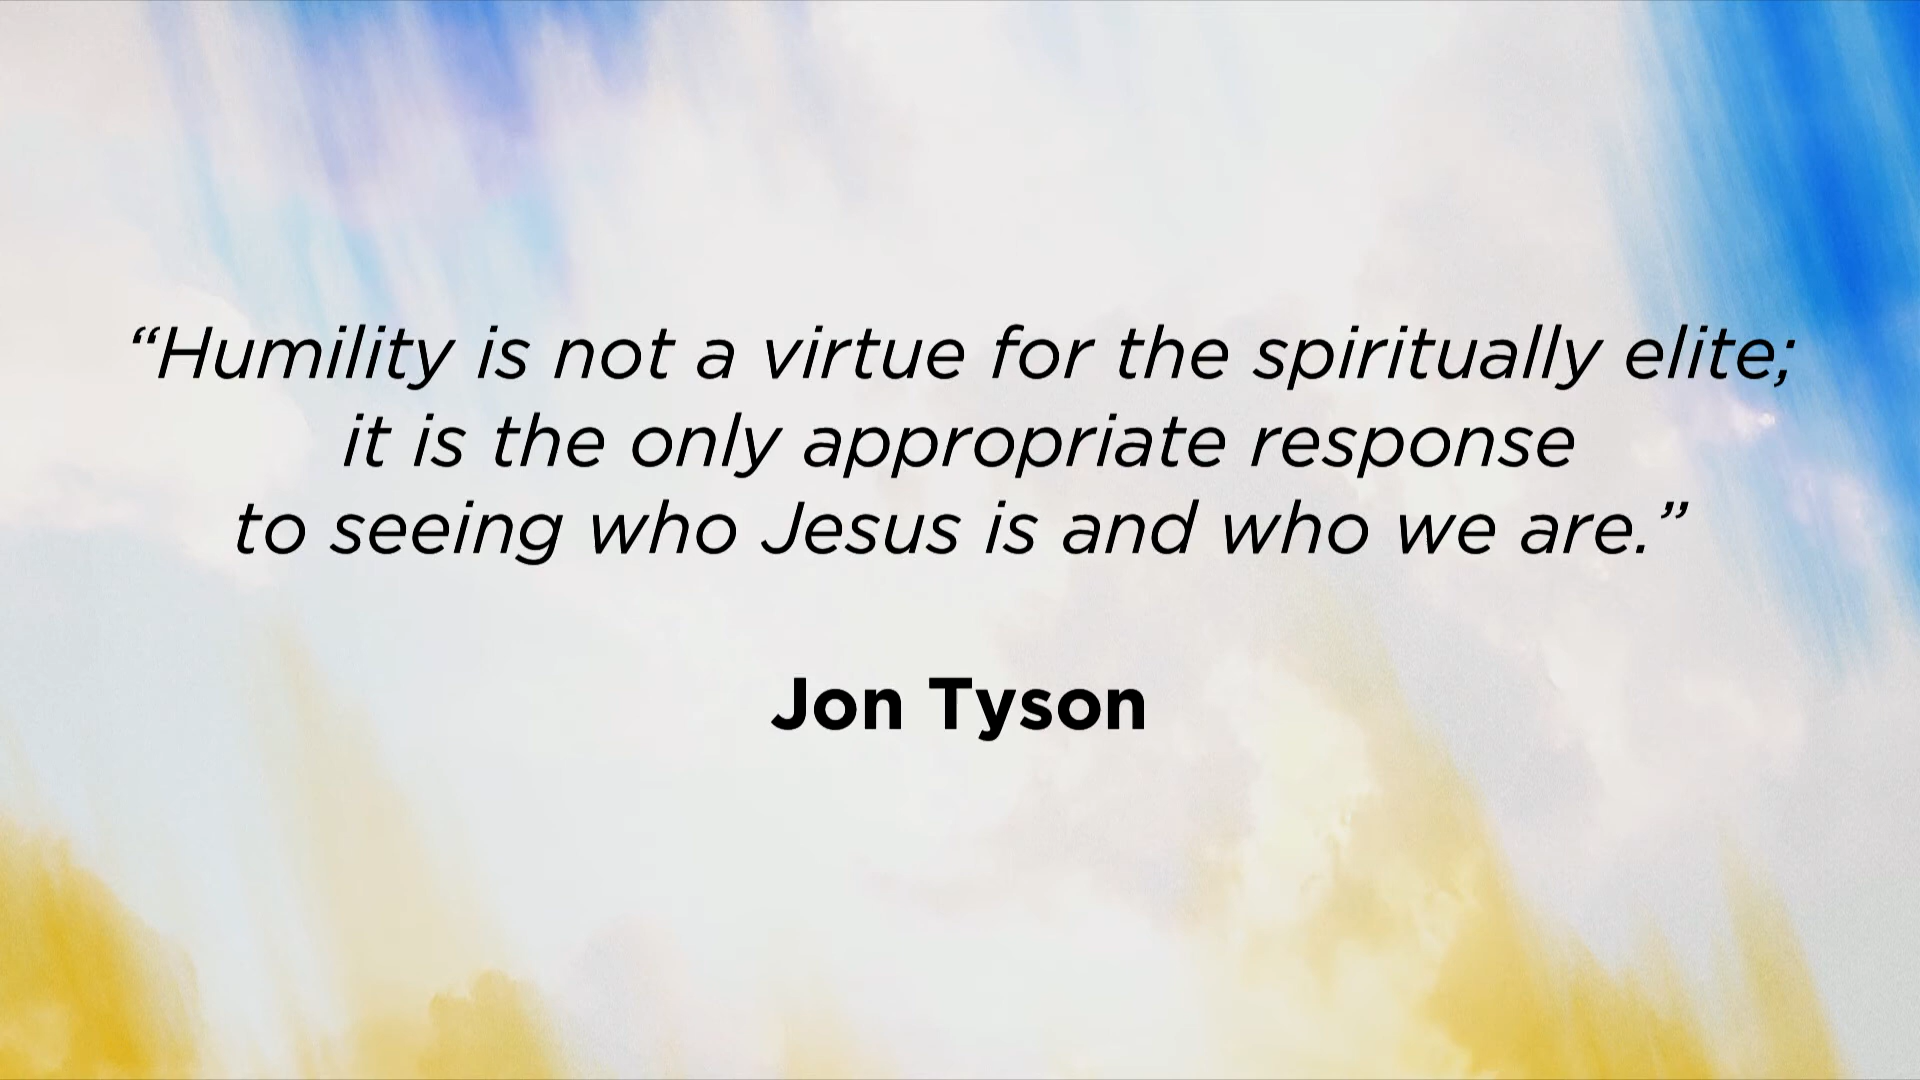 “Humility is not a virtue for the spiritually elite;
it is the only appropriate response
to seeing who Jesus is and who we are.”
Jon Tyson